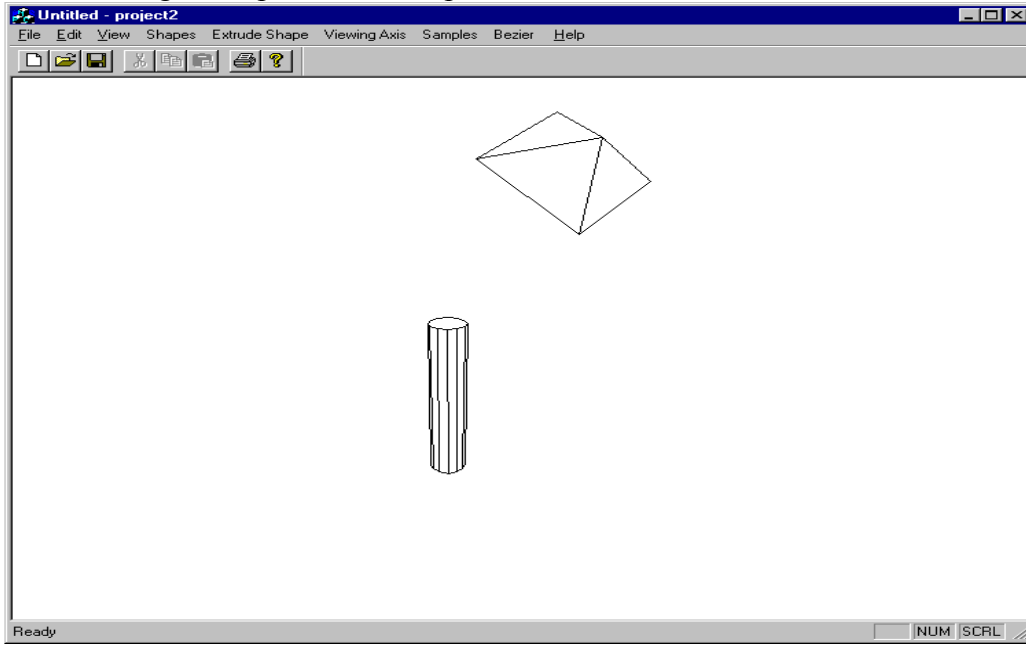 Untitled - project2
File Edit View Shapes Extrude Shape Viewing Axis Samples Bezier Help
Ready NUM SCRL